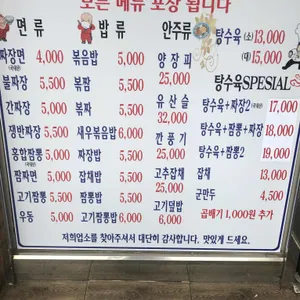 모든 메뉴 포장 됩니다
면류 밥류 안주류 탕수육 (소) 13,000
(대) 15,000
짜장면 4,000 볶음밥 5,000 양장피 25,000 탕수육SPECIAL
불짜장 5,500 볶짜 5,500 유산슬 32,000 탕수육+짜장2 17,000
간짜장 5,000 볶짬 5,500 탕수육+짬뽕+짜장 18,000
쟁반짜장 5,500 새우볶음밥 6,000 깐풍기 25,000 탕수육+짬뽕2 19,000
홍합짬뽕 5,000 짜장밥 5,500 고추잡채 25,000 잡채 13,000
짬짜면 5,000 잡채밥 5,500 군만두 4,500
고기짬뽕 5,500 짬뽕밥 5,500 고기덮밥 6,000 곱빼기 1,000원 추가
우동 5,000 고기짬뽕밥 6,000
저희업소를 찾아주셔서 대단히 감사합니다. 맛있게 드세요.